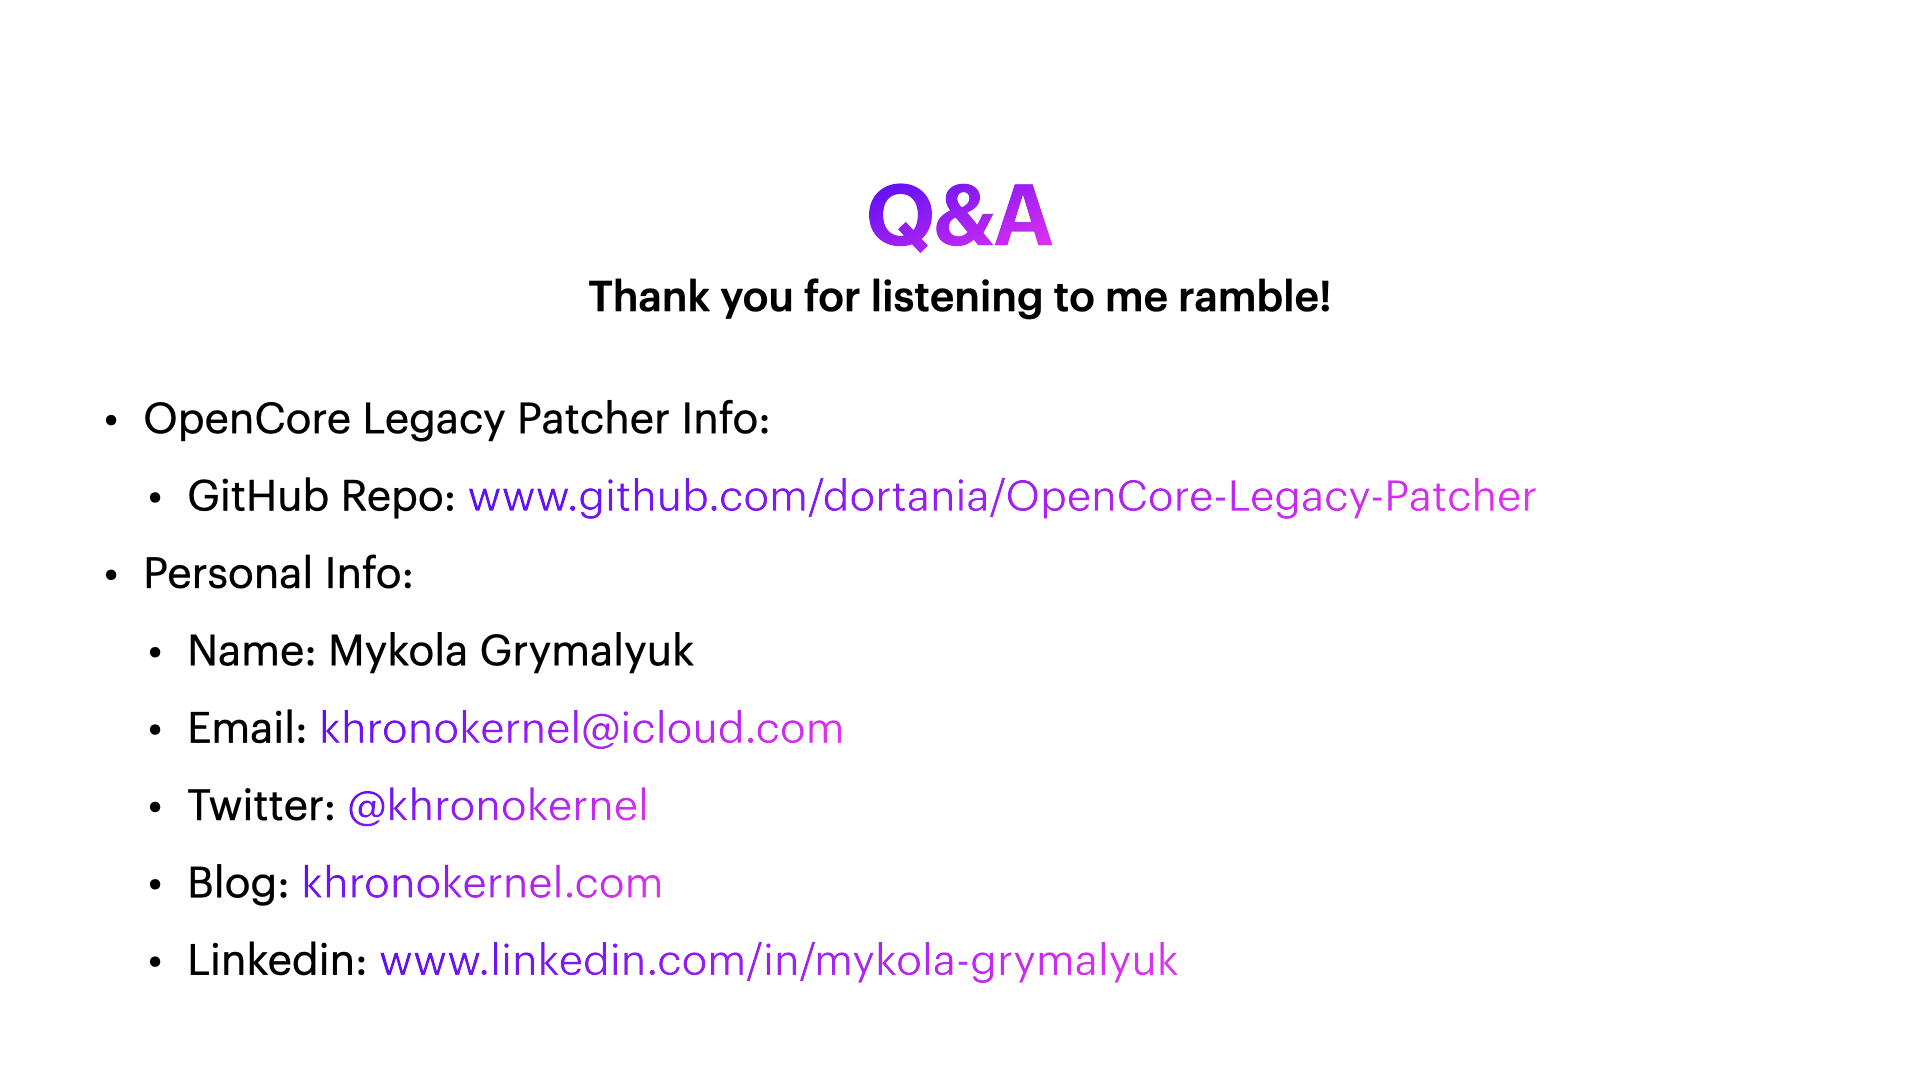 Q&A
Thank you for listening to me ramble!
• OpenCore Legacy Patcher Info:
• GitHub Repo: www.github.com/dortania/OpenCore-Legacy-Patcher
• Personal Info:
• Name: Mykola Grymalyuk
• Email: khronokernel@icloud.com
• Twitter: @khronokernel
• Blog: khronokernel.com
• Linkedin: www.linkedin.com/in/mykola-grymalyuk